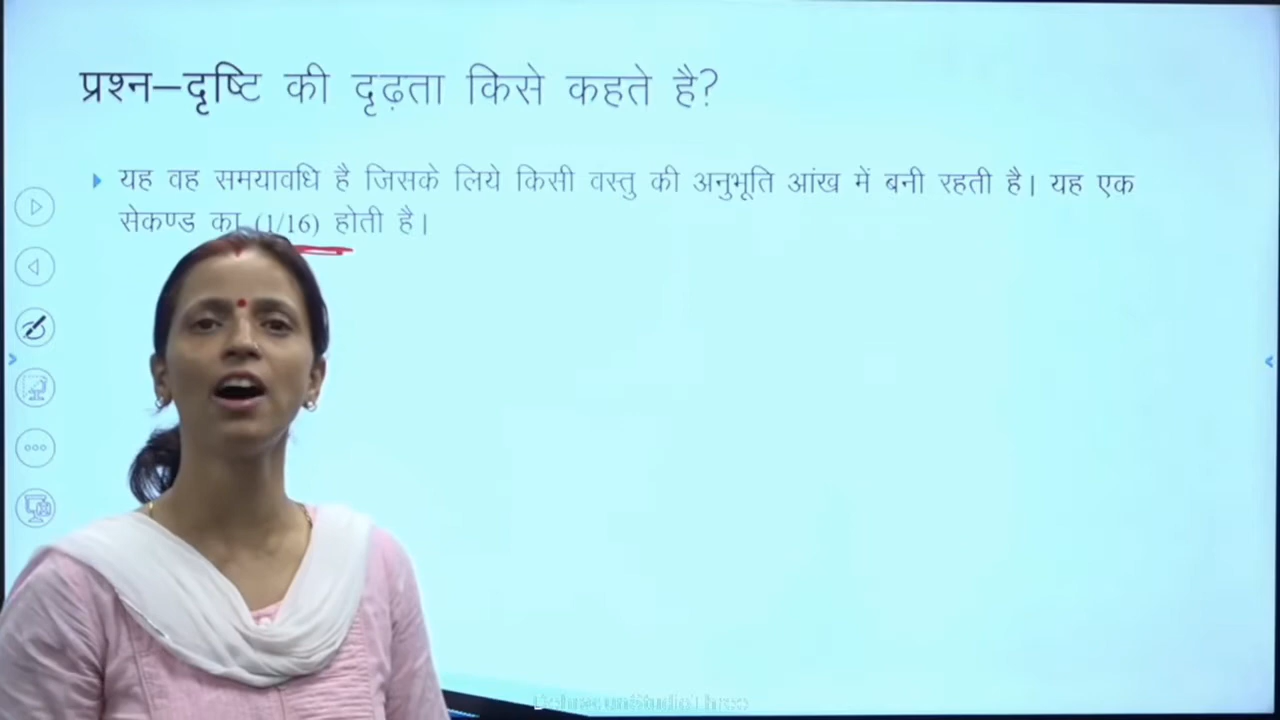 प्रश्न–दृष्टि की दृढ़ता किसे कहते है?
यह वह समयावधि है जिसके लिये किसी वस्तु की अनुभूति आंख में बनी रहती है। यह एक
सेकण्ड का (1/16) होती है।